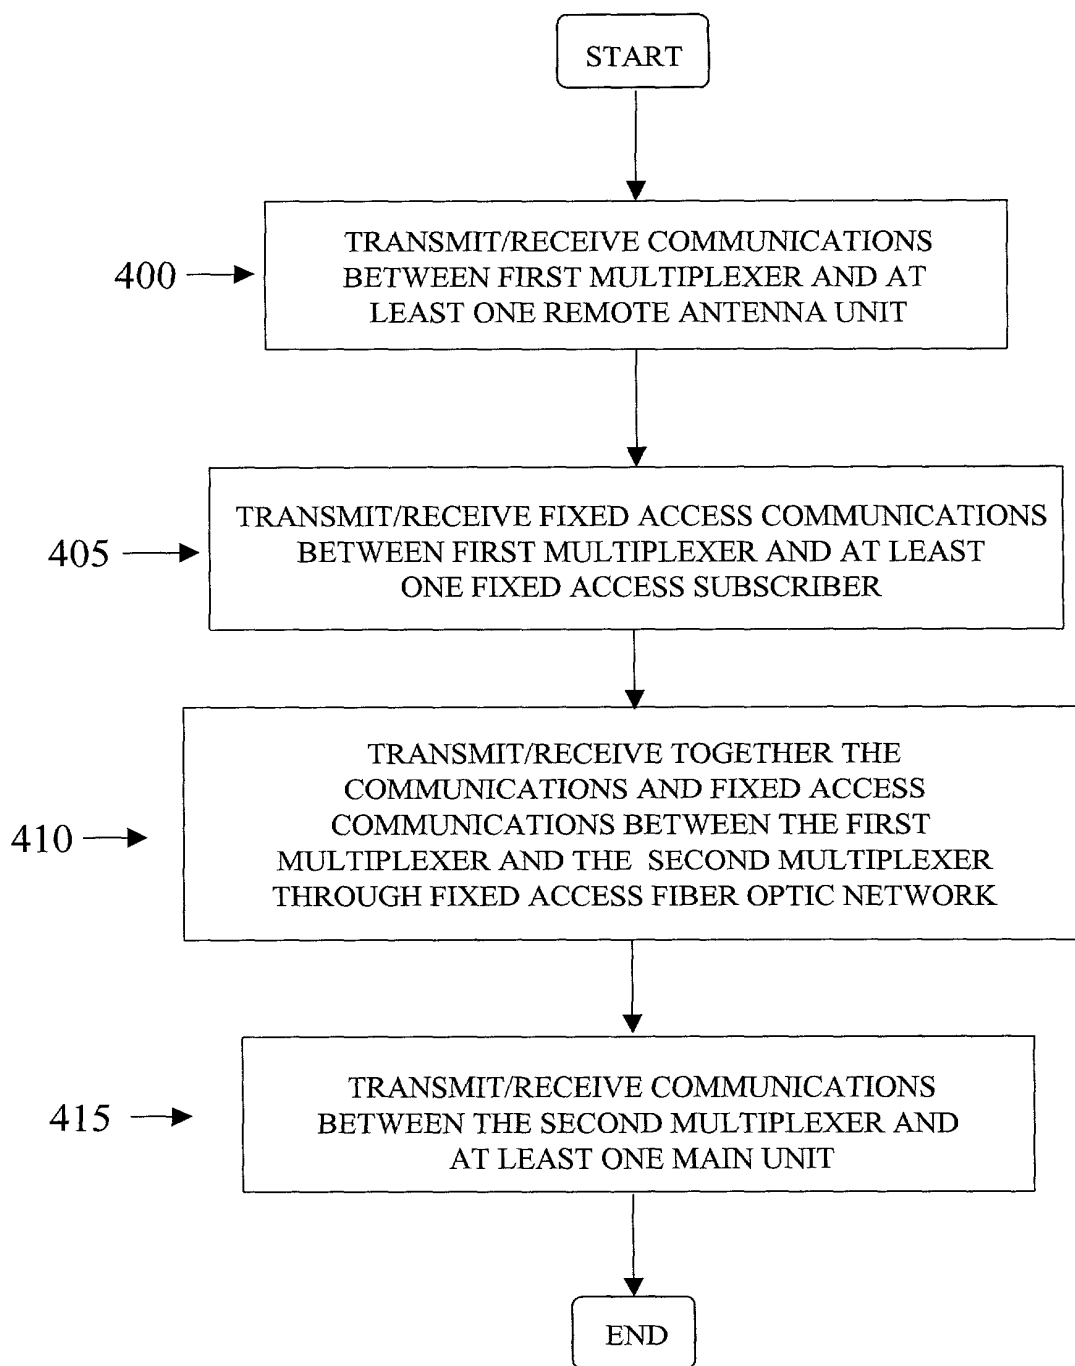 START
400
TRANSMIT/RECEIVE COMMUNICATIONS
BETWEEN FIRST MULTIPLEXER AND AT
LEAST ONE REMOTE ANTENNA UNIT
405
TRANSMIT/RECEIVE FIXED ACCESS COMMUNICATIONS
BETWEEN FIRST MULTIPLEXER AND AT LEAST
ONE FIXED ACCESS SUBSCRIBER
410
TRANSMIT/RECEIVE TOGETHER THE
COMMUNICATIONS AND FIXED ACCESS
COMMUNICATIONS BETWEEN THE FIRST
MULTIPLEXER AND THE SECOND MULTIPLEXER
THROUGH FIXED ACCESS FIBER OPTIC NETWORK
415
TRANSMIT/RECEIVE COMMUNICATIONS
BETWEEN THE SECOND MULTIPLEXER AND
AT LEAST ONE MAIN UNIT
END